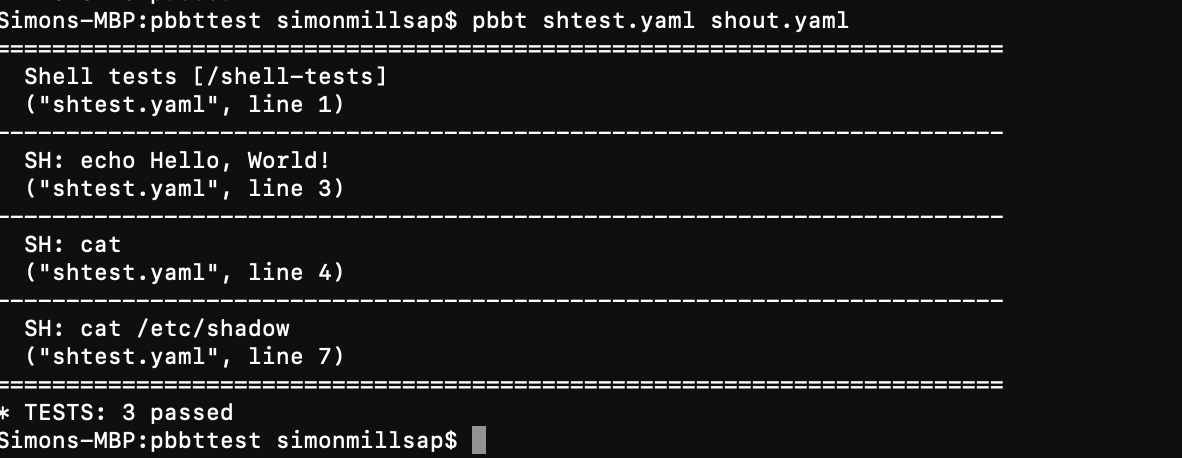 Simons-MBP:pbbttest simonmillsap$ pbbt shtest.yaml shout.yaml
========================================================================
Shell tests [/shell-tests]
("shtest.yaml", line 1)
------------------------------------------------------------------------
SH: echo Hello, World!
("shtest.yaml", line 3)
------------------------------------------------------------------------
SH: cat
("shtest.yaml", line 4)
------------------------------------------------------------------------
SH: cat /etc/shadow
("shtest.yaml", line 7)
========================================================================
* TESTS: 3 passed
Simons-MBP:pbbttest simonmillsap$